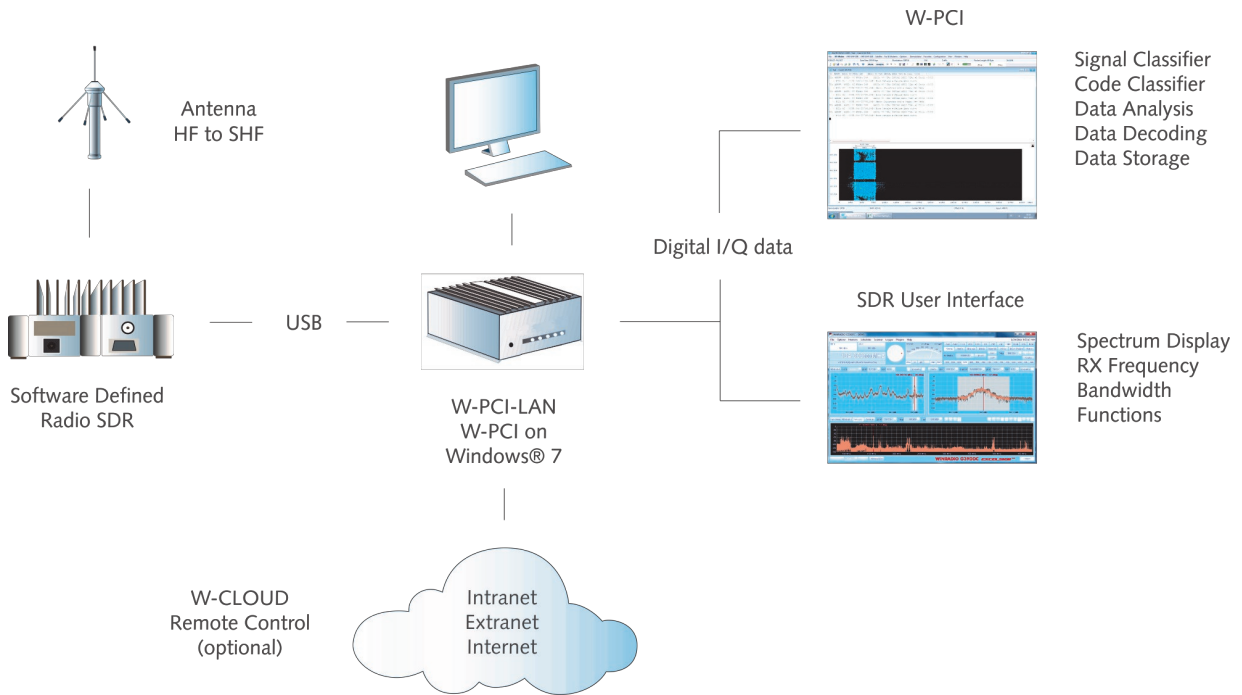 W-PCI
Signal Classifier
Code Classifier
Data Analysis
Data Decoding
Data Storage
Antenna
HF to SHF
Digital I/Q data
SDR User Interface
Spectrum Display
RX Frequency
Bandwidth
Functions
USB
Software Defined
Radio SDR
W-PCI-LAN
W-PCI on
Windows® 7
W-CLOUD
Remote Control
(optional)
Intranet
Extranet
Internet